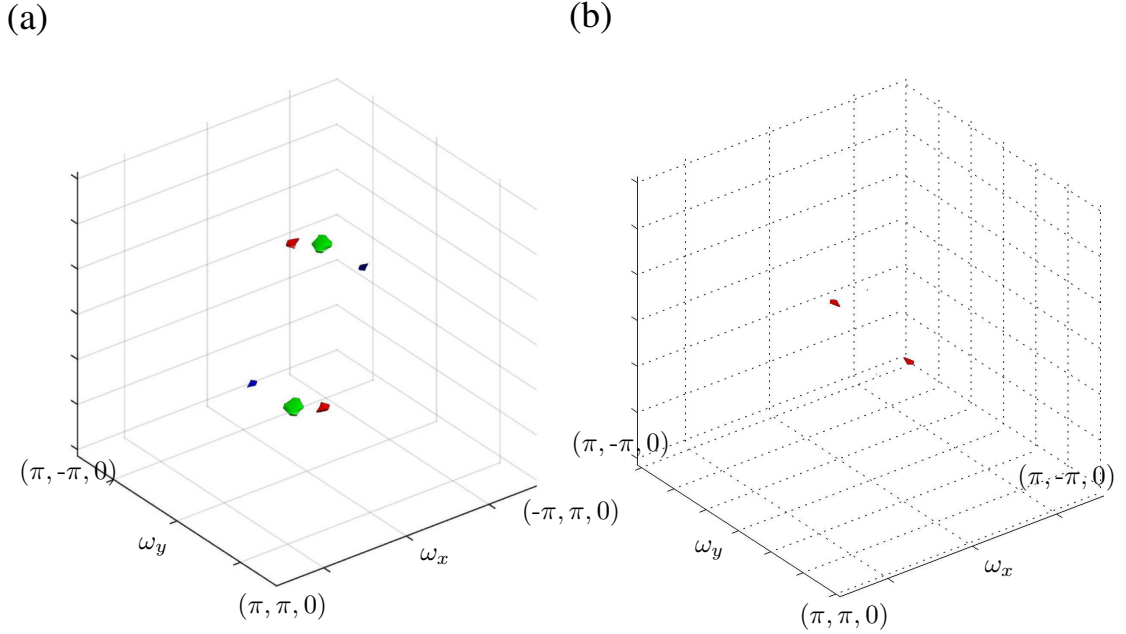 (a)
(b)
(π, -π, 0)
(-π, π, 0)
ω_y
ω_x
(π, π, 0)
(π, -π, 0)
(π, -π, 0)
ω_y
ω_x
(π, π, 0)